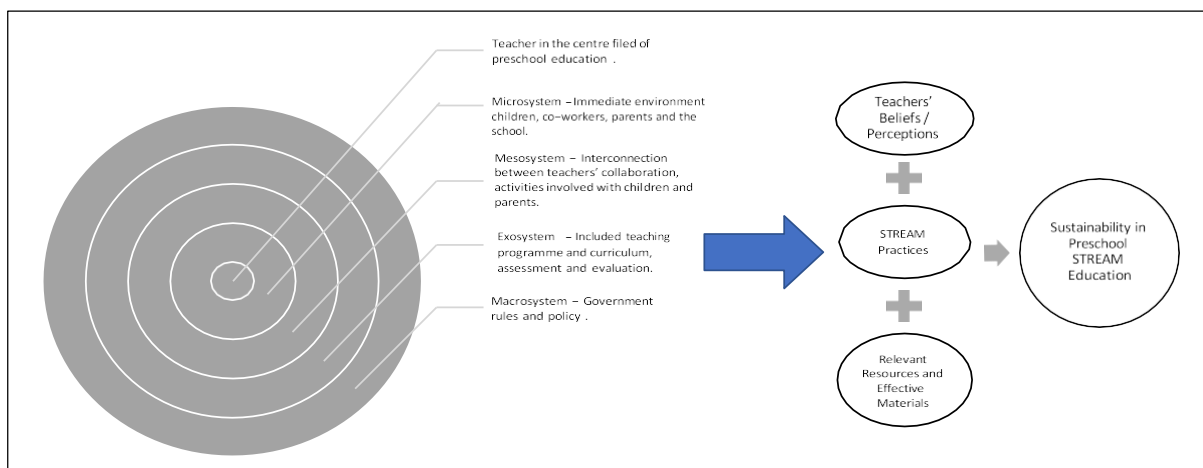 Teacher in the centre filed of
preschool education .
Microsystem – Immediate environment
children, co-workers, parents and the
school.
Mesosystem – Interconnection
between teachers' collaboration,
activities involved with children and
parents.
Exosystem – Included teaching
programme and curriculum,
assessment and evaluation.
Macrosystem – Government
rules and policy .
Teachers'
Beliefs /
Perceptions
STREAM
Practices
Relevant
Resources and
Effective
Materials
Sustainability in
Preschool
STREAM
Education